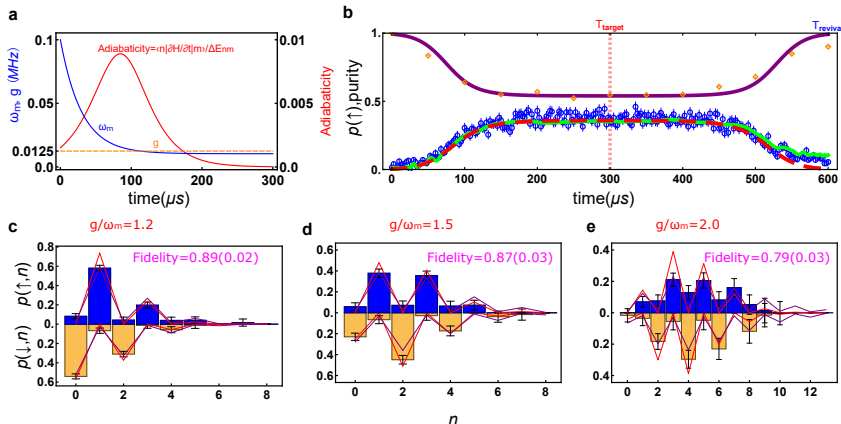 a
Adiabaticity=‹n|∂H/∂t|m›/ΔEnm
ωm, g (MHz)
0.1
0.05
0.0125
0.
0.010
0.005
0.000
Adiabaticity
ωm
g
0
100
200
300
time(μs)
b
Ttarget
Treviva
p(↑),purity
1.
0.5
0.
0
100
200
300
400
500
600
time(μs)
c
g/ωm=1.2
Fidelity=0.89(0.02)
p(↑,n)
p(↓,n)
0.8
0.6
0.4
0.2
0
0.2
0.4
0.6
0 2 4 6 8
d
g/ωm=1.5
Fidelity=0.87(0.03)
0.6
0.4
0.2
0
0.2
0.4
0.6
0 2 4 6 8
n
e
g/ωm=2.0
Fidelity=0.79(0.03)
0.4
0.2
0
0.2
0.4
0 2 4 6 8 10 12